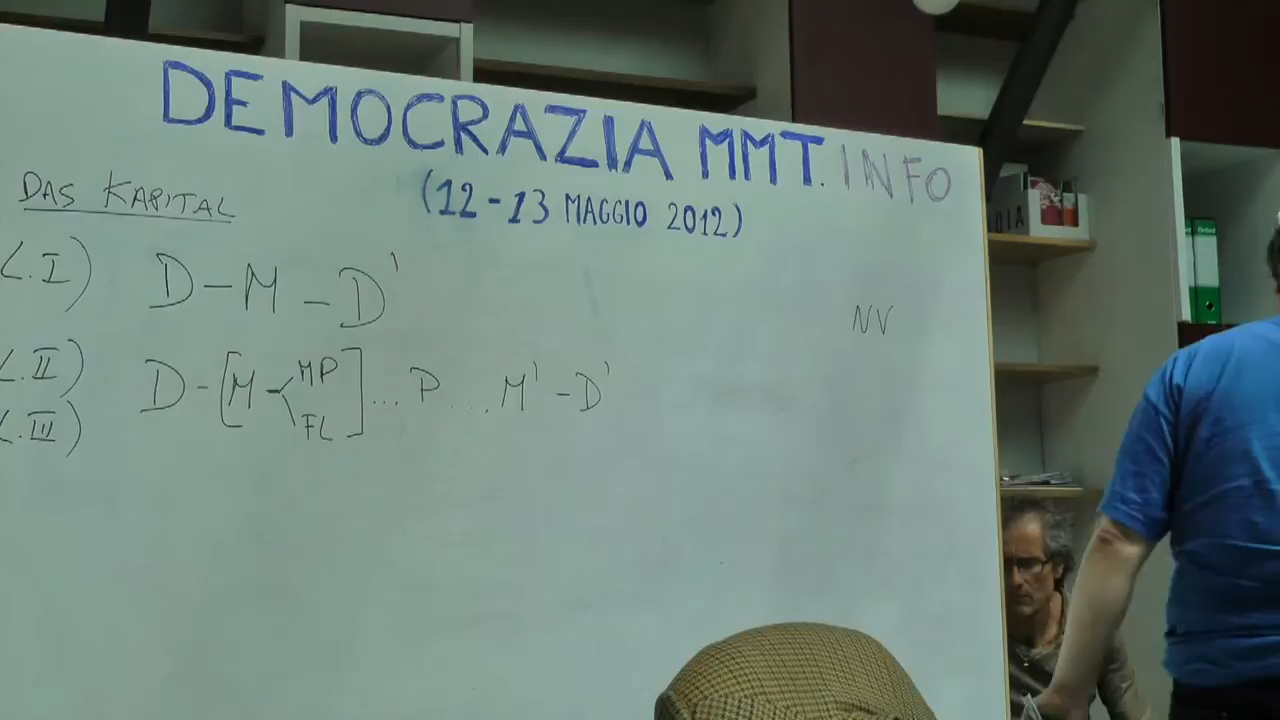 DEMOCRAZIA MMT.INFO
(12-13 MAGGIO 2012)
DAS KAPITAL
L.I) D-M-D'
NV
L.II) D-[M-<MP FL]...P...M'-D'
L.III)